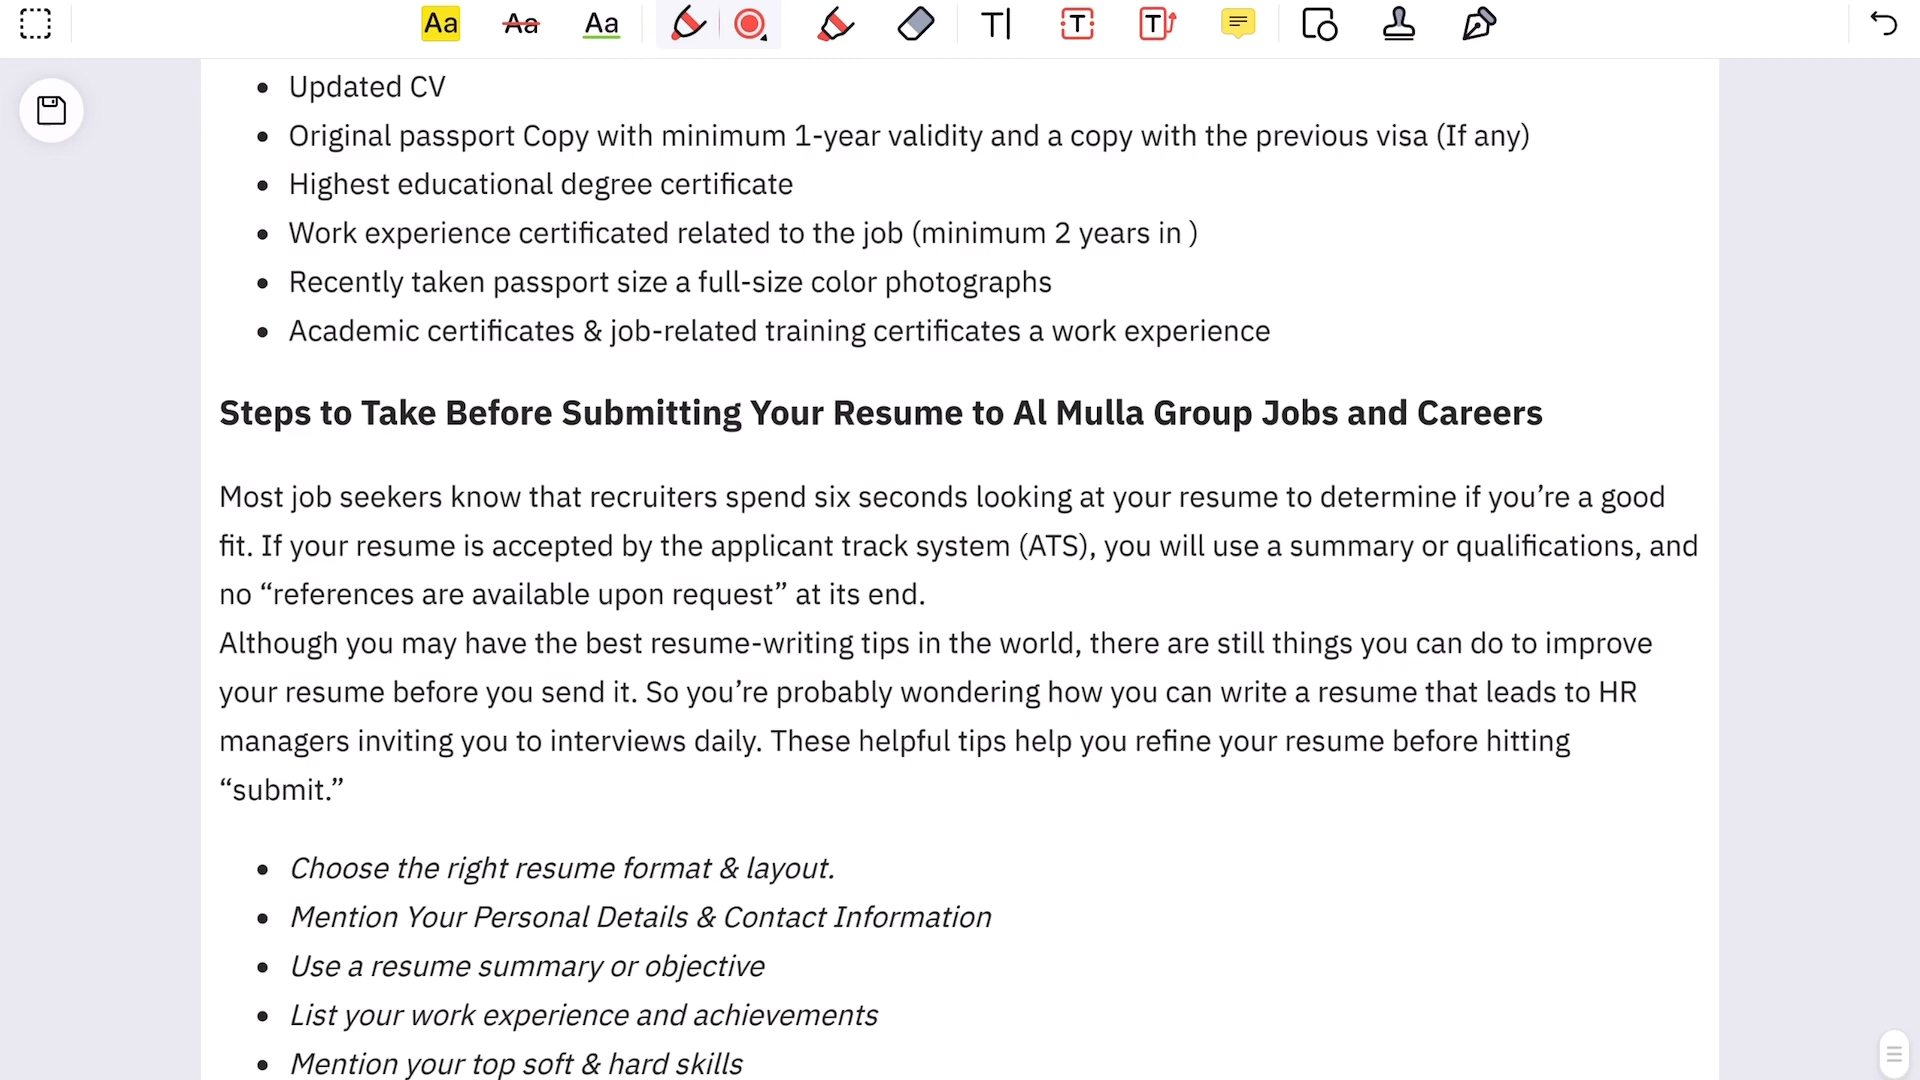 Aa Aa Aa T T T
Updated CV
Original passport Copy with minimum 1-year validity and a copy with the previous visa (If any)
Highest educational degree certificate
Work experience certificated related to the job (minimum 2 years in )
Recently taken passport size a full-size color photographs
Academic certificates & job-related training certificates a work experience
Steps to Take Before Submitting Your Resume to Al Mulla Group Jobs and Careers
Most job seekers know that recruiters spend six seconds looking at your resume to determine if you’re a good
fit. If your resume is accepted by the applicant track system (ATS), you will use a summary or qualifications, and
no “references are available upon request” at its end.
Although you may have the best resume-writing tips in the world, there are still things you can do to improve
your resume before you send it. So you’re probably wondering how you can write a resume that leads to HR
managers inviting you to interviews daily. These helpful tips help you refine your resume before hitting
“submit.”
Choose the right resume format & layout.
Mention Your Personal Details & Contact Information
Use a resume summary or objective
List your work experience and achievements
Mention your top soft & hard skills